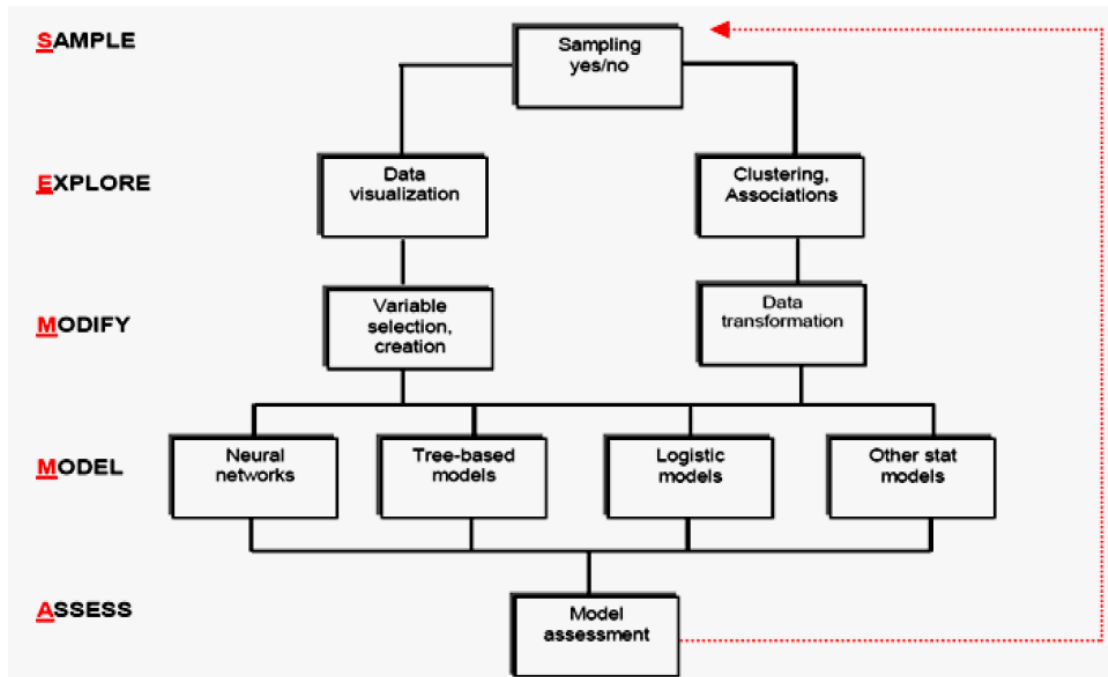 SAMPLE
Sampling
yes/no
EXPLORE
Data
visualization
Clustering,
Associations
MODIFY
Variable
selection,
creation
Data
transformation
MODEL
Neural
networks
Tree-based
models
Logistic
models
Other stat
models
ASSESS
Model
assessment